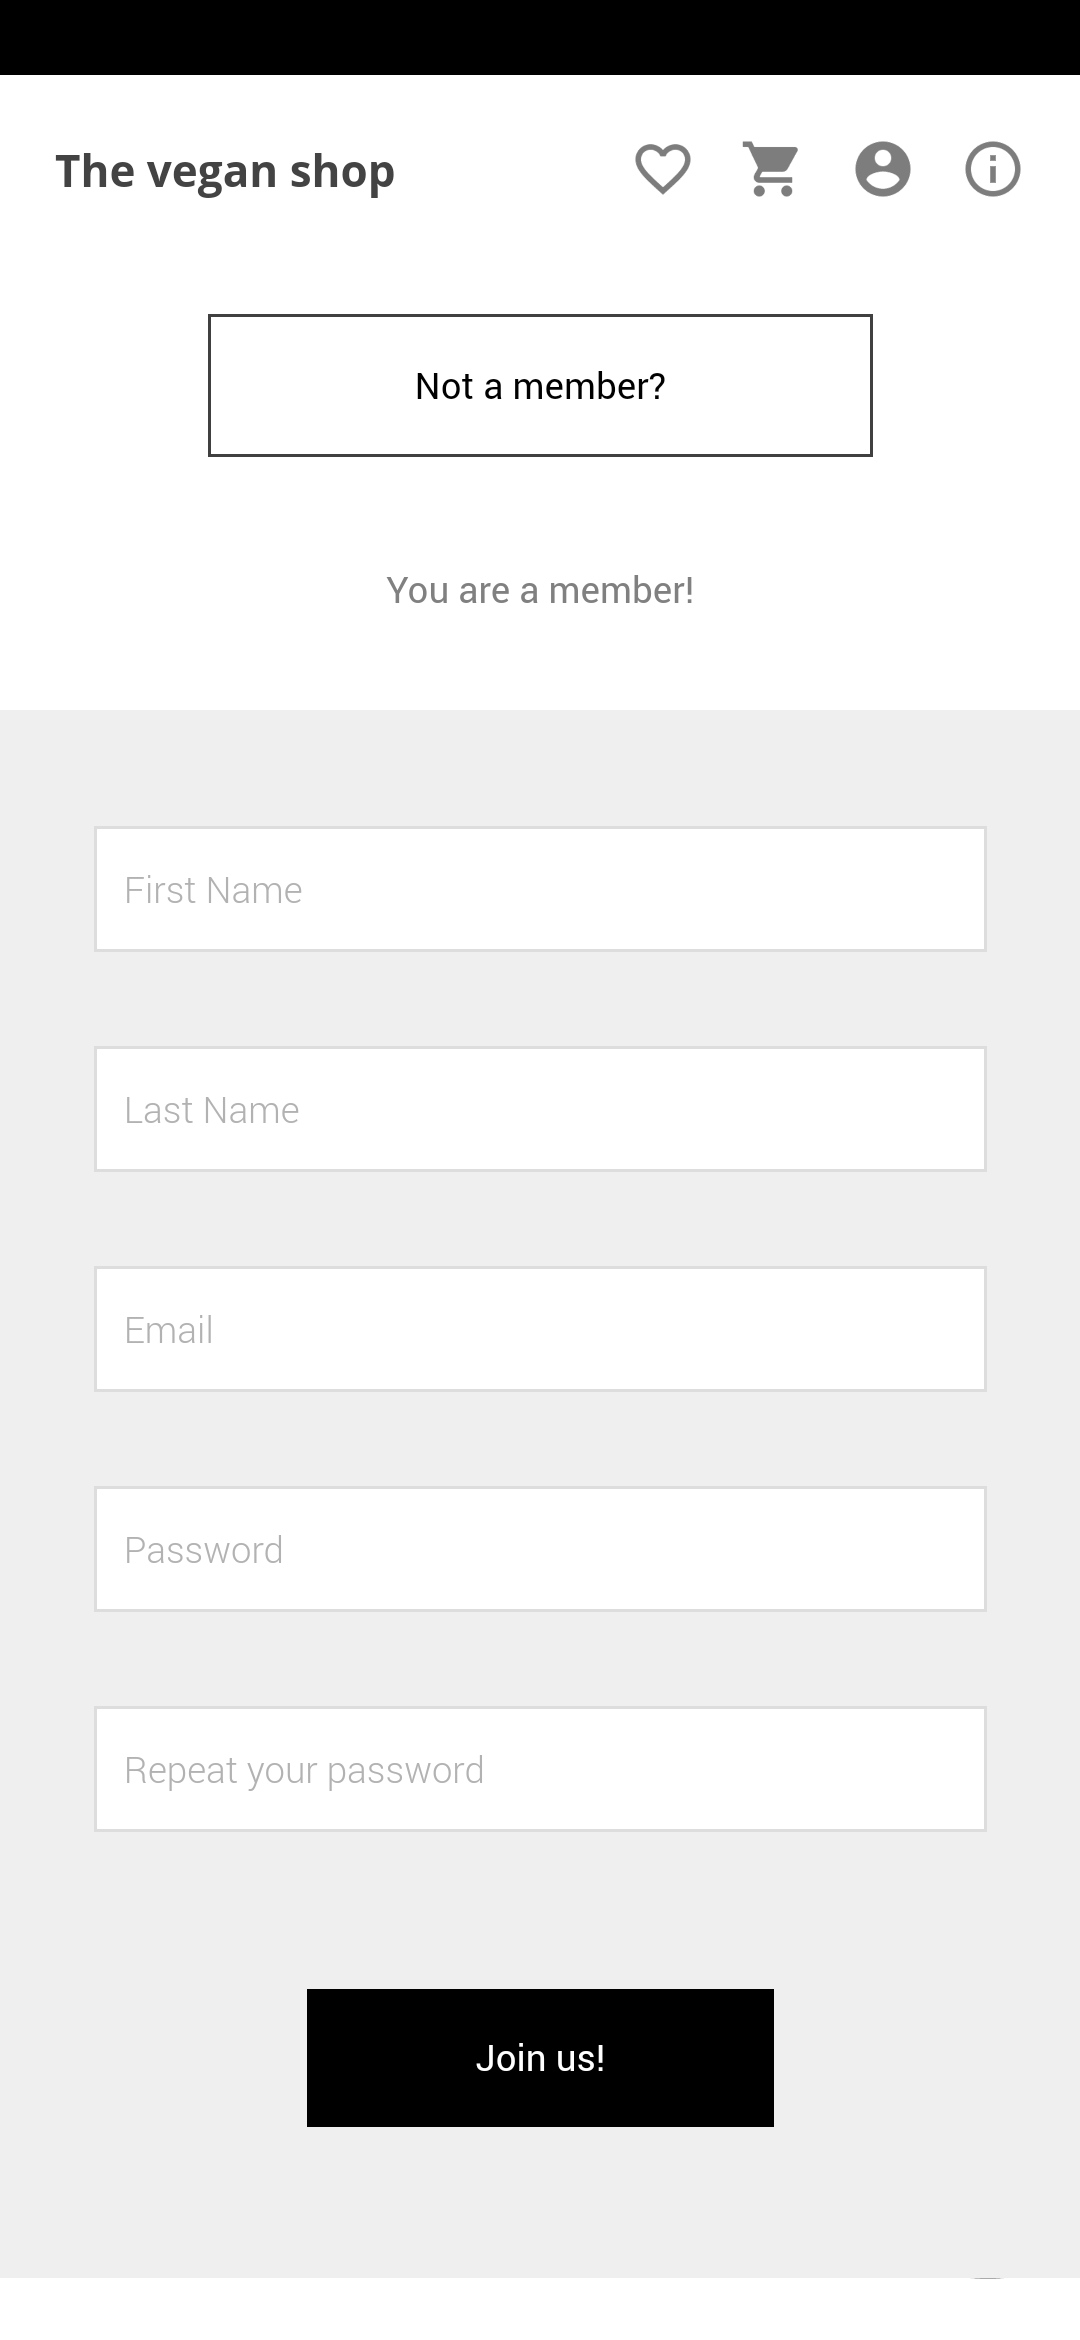 The vegan shop
Not a member?
You are a member!
First Name
Last Name
Email
Password
Repeat your password
Join us!